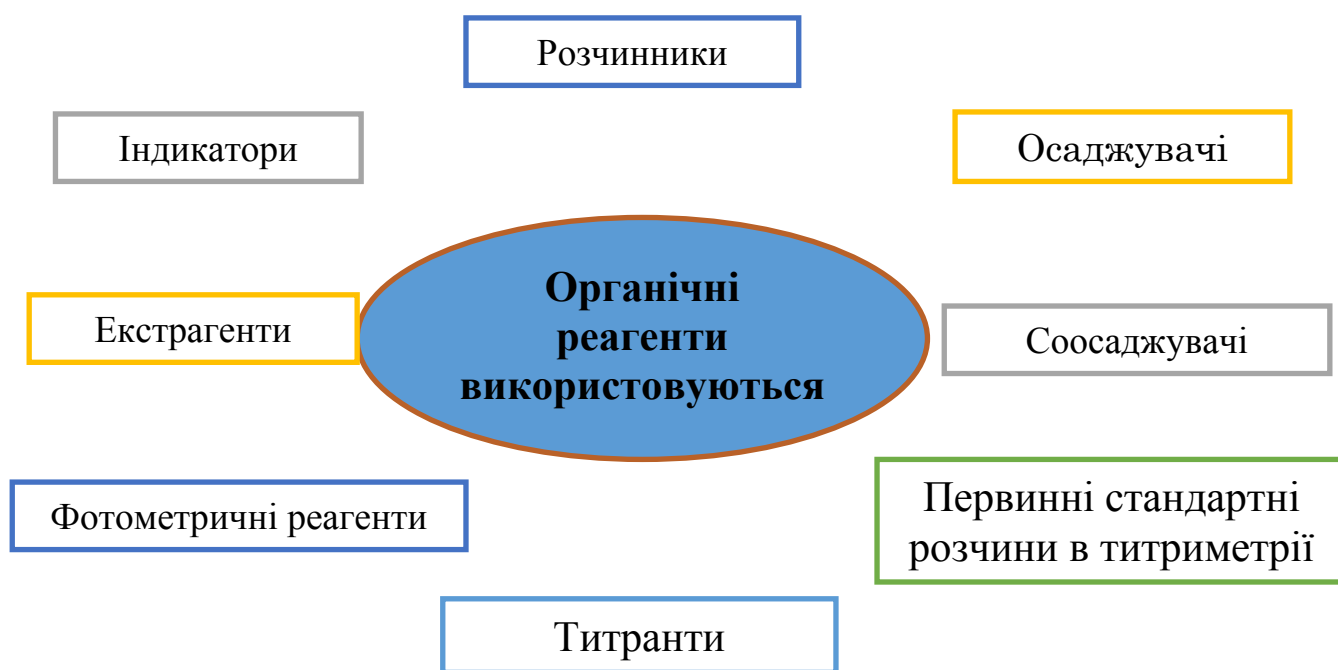 Розчинники
Індикатори
Осаджувачі
Органічні
реагенти
використовуються
Екстрагенти
Соосаджувачі
Фотометричні реагенти
Первинні стандартні
розчини в титриметрії
Титранти